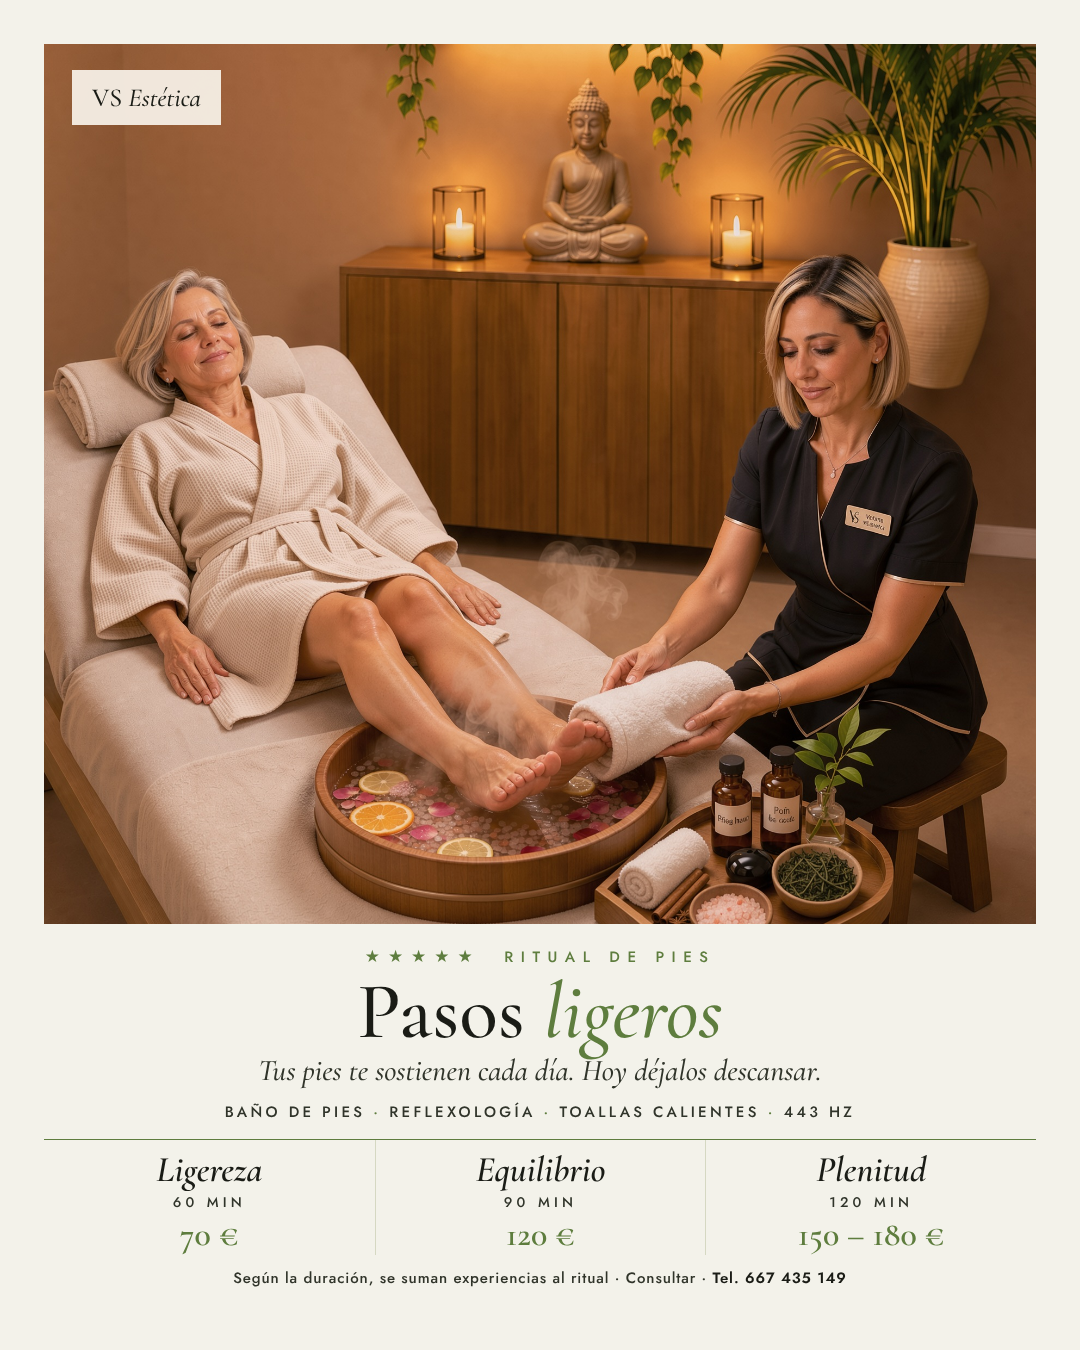 VS Estética
VS
★★★★★ RITUAL DE PIES
Pasos ligeros
Tus pies te sostienen cada día. Hoy déjalos descansar.
BAÑO DE PIES · REFLEXOLOGÍA · TOALLAS CALIENTES · 443 HZ
Ligereza
60 MIN
70 €
Equilibrio
90 MIN
120 €
Plenitud
120 MIN
150 – 180 €
Según la duración, se suman experiencias al ritual · Consultar · Tel. 667 435 149